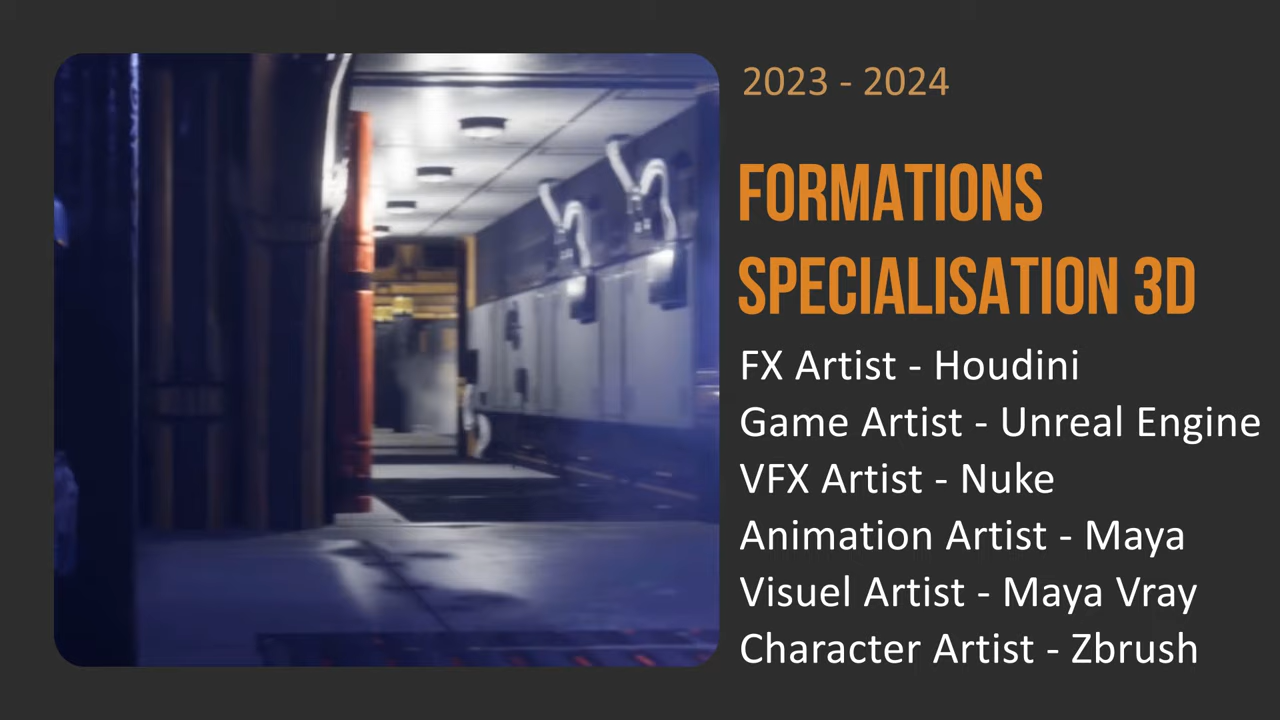 2023 - 2024
FORMATIONS
SPECIALISATION 3D
FX Artist - Houdini
Game Artist - Unreal Engine
VFX Artist - Nuke
Animation Artist - Maya
Visuel Artist - Maya Vray
Character Artist - Zbrush